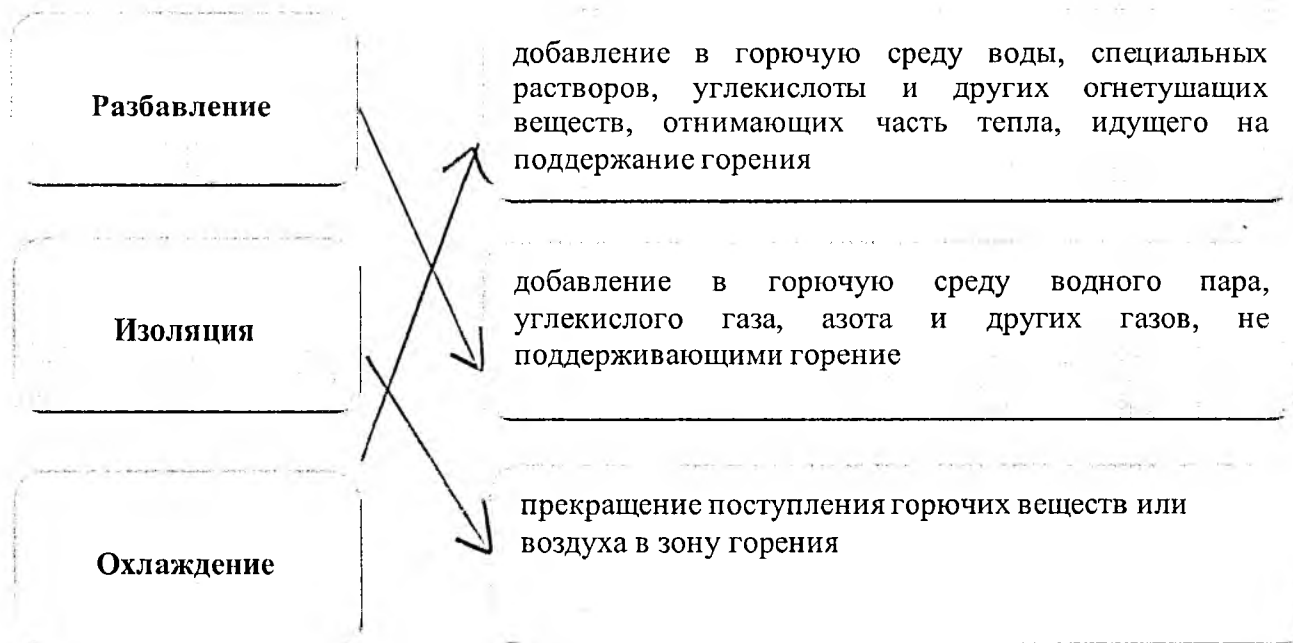 Разбавление
добавление в горючую среду воды, специальных
растворов, углекислоты и других огнетушащих
веществ, отнимающих часть тепла, идущего на
поддержание горения
Изоляция
добавление в горючую среду водного пара,
углекислого газа, азота и других газов, не
поддерживающими горение
Охлаждение
прекращение поступления горючих веществ или
воздуха в зону горения